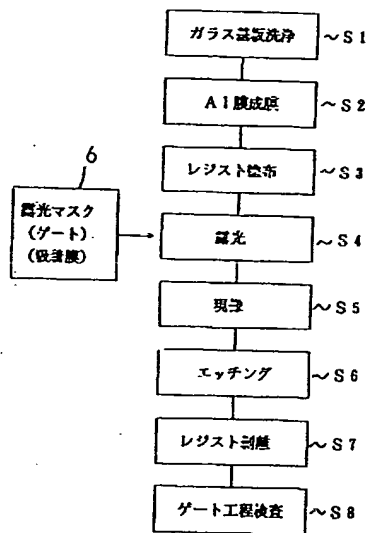 ガラス基板洗浄
~S1
Al膜成膜
~S2
レジスト塗布
~S3
6
露光マスク
(ゲート)
(吸着膜)
露光
~S4
現像
~S5
エッチング
~S6
レジスト剥離
~S7
ゲート工程検査
~S8